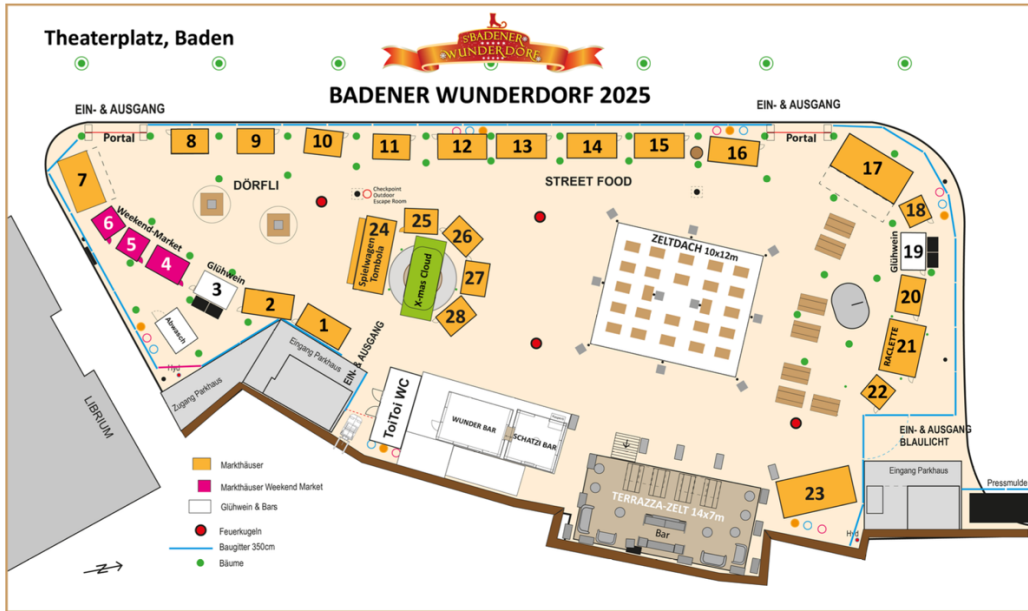 Theaterplatz, Baden
S'BADENER
WUNDERDORF
BADENER WUNDERDORF 2025
EIN- & AUSGANG
Portal
EIN- & AUSGANG
Portal
7
8
9
10
11
12
13
14
15
16
17
DÖRFLI
STREET FOOD
Checkpoint
Outdoor
Escape Room
6
5
4
Weekend-Market
Glühwein
3
2
1
Abwasch
Hyd
24
Spielwagen
Tombola
25
26
27
28
X-mas Cloud
ZELTDACH 10x12m
18
Glühwein
19
20
RACLETTE
21
22
EIN- & AUSGANG
BLAULICHT
EIN- & AUSGANG
Zugang Parkhaus
Eingang Parkhaus
ToiToi WC
WUNDER BAR
SCHATZI BAR
TERRAZZA-ZELT 14x7m
Bar
23
Eingang Parkhaus
Pressmulde
Hyd
LIBRIUM
Markthäuser
Markthäuser Weekend Market
Glühwein & Bars
Feuerkugeln
Baugitter 350cm
Bäume
N